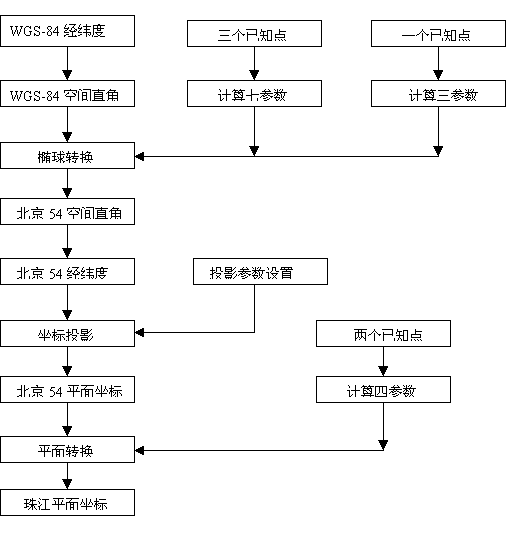 WGS-84 经纬度
三个已知点
一个已知点
WGS-84 空间直角
计算七参数
计算三参数
椭球转换
北京 54 空间直角
北京 54 经纬度
投影参数设置
坐标投影
两个已知点
北京 54 平面坐标
计算四参数
平面转换
珠江平面坐标